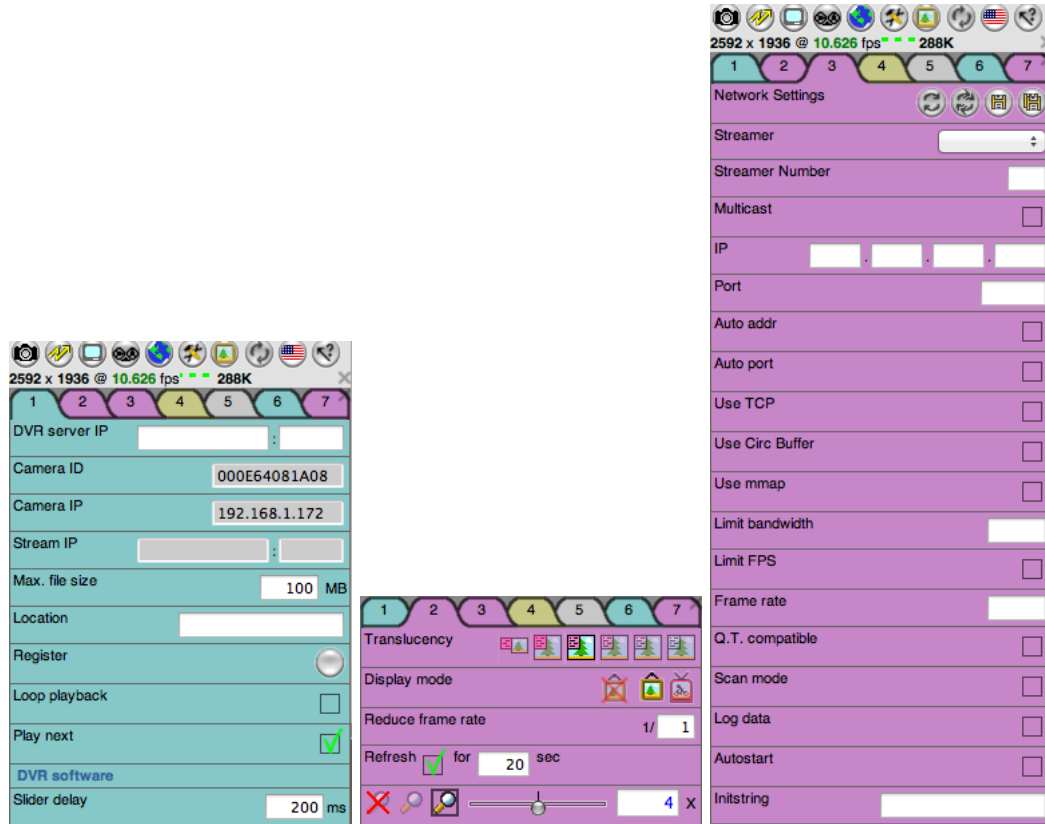 2592 x 1936 @ 10.626 fps 288K
1 2 3 4 5 6 7
DVR server IP :
Camera ID 000E64081A08
Camera IP 192.168.1.172
Stream IP :
Max. file size 100 MB
Location
Register
Loop playback
Play next
DVR software
Slider delay 200 ms
1 2 3 4 5 6 7
Translucency
Display mode
Reduce frame rate 1/ 1
Refresh for 20 sec
4 x
2592 x 1936 @ 10.626 fps 288K
1 2 3 4 5 6 7
Network Settings
Streamer
Streamer Number
Multicast
IP . . .
Port
Auto addr
Auto port
Use TCP
Use Circ Buffer
Use mmap
Limit bandwidth
Limit FPS
Frame rate
Q.T. compatible
Scan mode
Log data
Autostart
Initstring